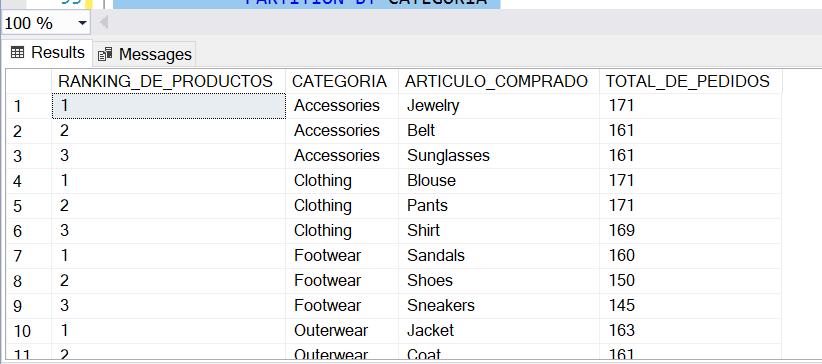 PARTITION BY CATEGORIA
100 %
Results Messages
RANKING_DE_PRODUCTOS CATEGORIA ARTICULO_COMPRADO TOTAL_DE_PEDIDOS
1 1 Accessories Jewelry 171
2 2 Accessories Belt 161
3 3 Accessories Sunglasses 161
4 1 Clothing Blouse 171
5 2 Clothing Pants 171
6 3 Clothing Shirt 169
7 1 Footwear Sandals 160
8 2 Footwear Shoes 150
9 3 Footwear Sneakers 145
10 1 Outerwear Jacket 163
11 2 Outerwear Coat 161